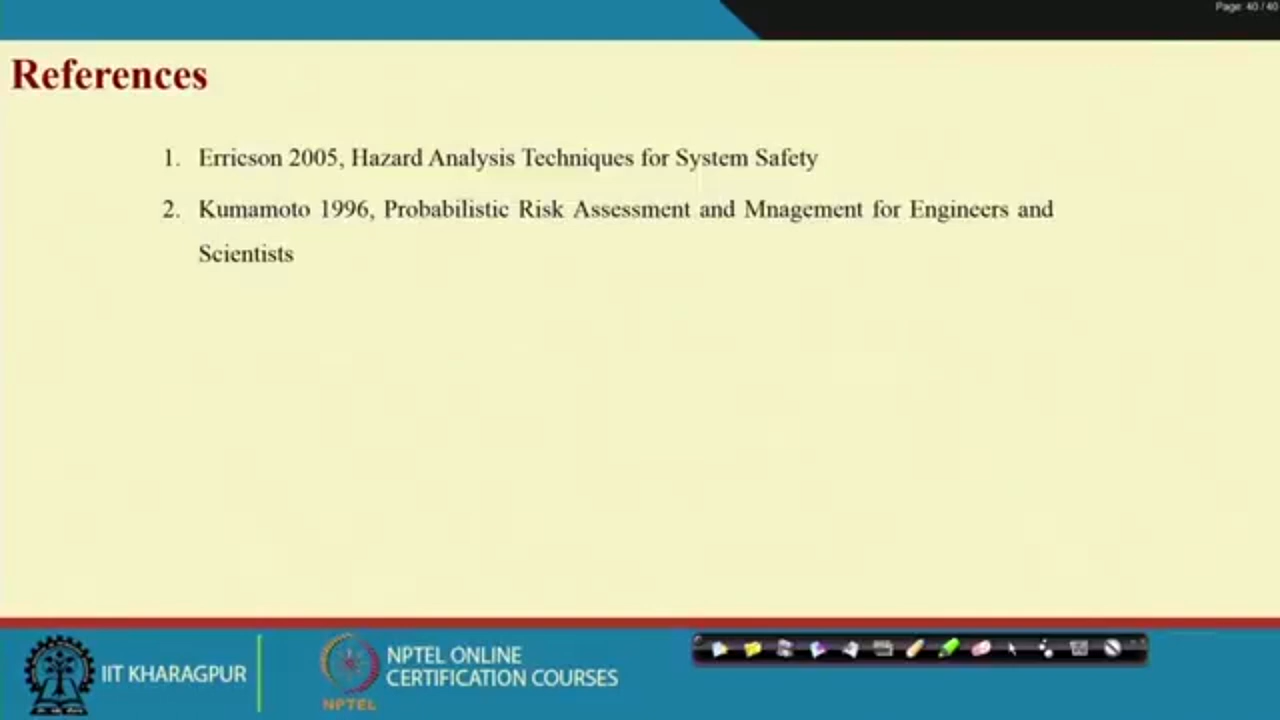 Page: 40 / 40
References
1. Erricson 2005, Hazard Analysis Techniques for System Safety
2. Kumamoto 1996, Probabilistic Risk Assessment and Mnagement for Engineers and
Scientists
IIT KHARAGPUR
NPTEL ONLINE
CERTIFICATION COURSES
NPTEL